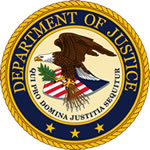 DEPARTMENT OF JUSTICE
QUI PRO DOMINA JUSTITIA SEQUITUR